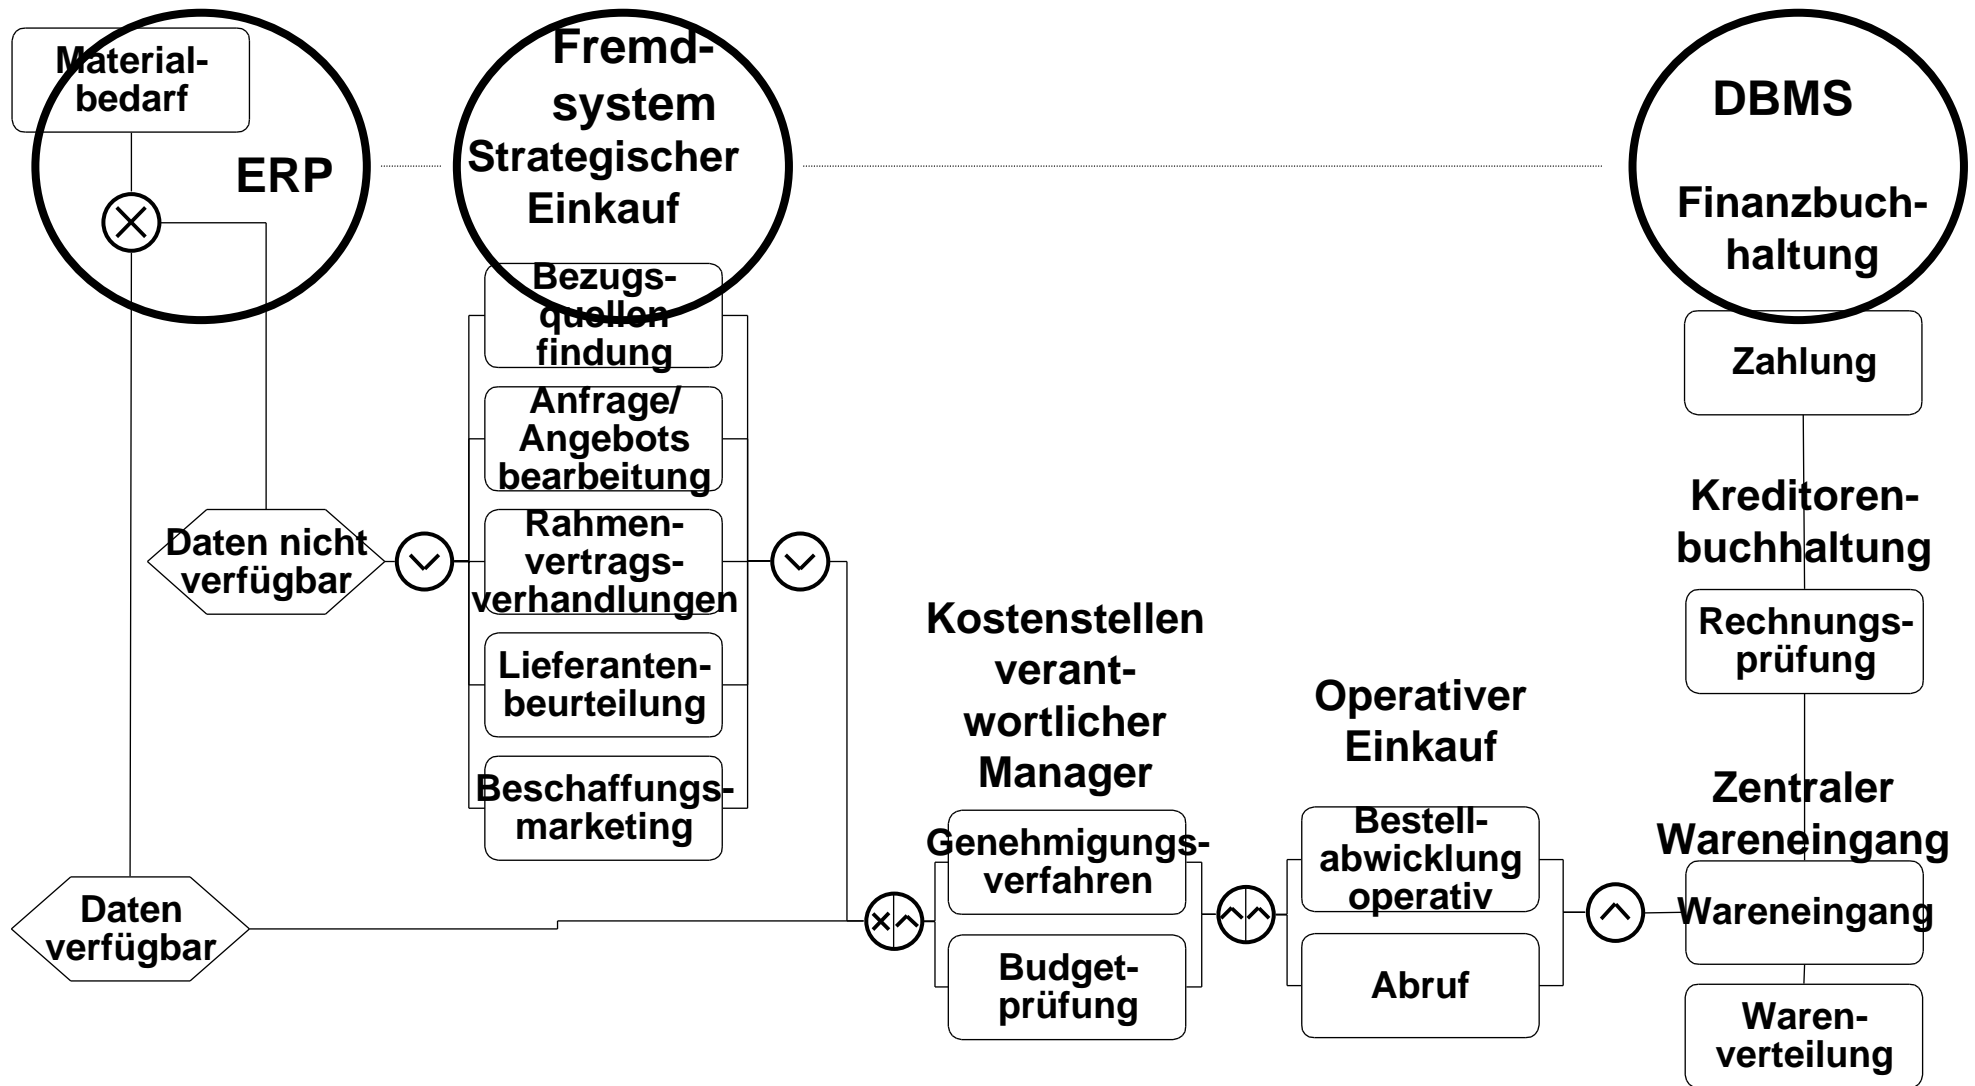 Material-
bedarf
ERP
Fremd-
system
Strategischer
Einkauf
DBMS
Finanzbuch-
haltung
Bezugs-
quellen
findung
Anfrage/
Angebots
bearbeitung
Rahmen-
vertrags-
verhandlungen
Lieferanten-
beurteilung
Beschaffungs-
marketing
Daten nicht
verfügbar
Daten
verfügbar
Kostenstellen
verant-
wortlicher
Manager
Genehmigungs-
verfahren
Budget-
prüfung
Operativer
Einkauf
Bestell-
abwicklung
operativ
Abruf
Zahlung
Kreditoren-
buchhaltung
Rechnungs-
prüfung
Zentraler
Wareneingang
Wareneingang
Waren-
verteilung